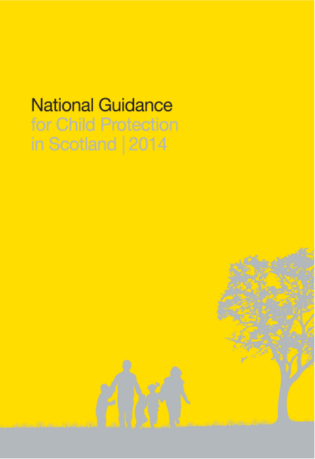 National Guidance
for Child Protection
in Scotland | 2014